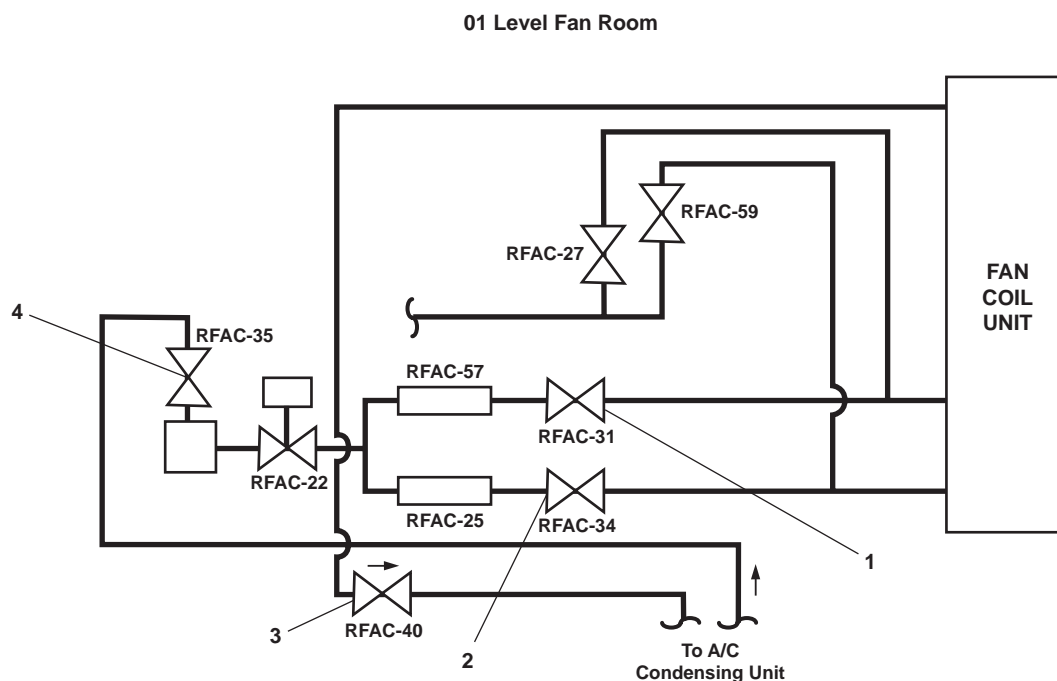 01 Level Fan Room
RFAC-59
RFAC-27
FAN
COIL
UNIT
4
RFAC-35
RFAC-57
RFAC-31
RFAC-22
RFAC-25
RFAC-34
1
3
RFAC-40
2
To A/C
Condensing Unit